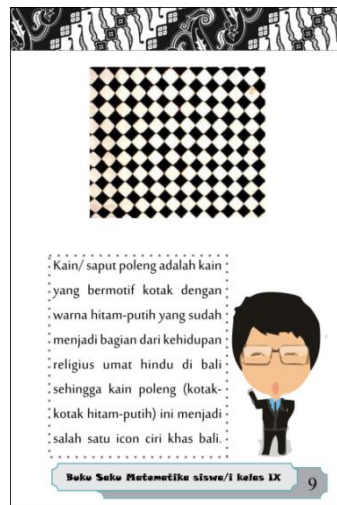 Kain/ saput poleng adalah kain
yang bermotif kotak dengan
warna hitam-putih yang sudah
menjadi bagian dari kehidupan
religius umat hindu di bali
sehingga kain poleng (kotak-
kotak hitam-putih) ini menjadi
salah satu icon ciri khas bali.
Buku Saku Matematika siswa/i kelas IX
9